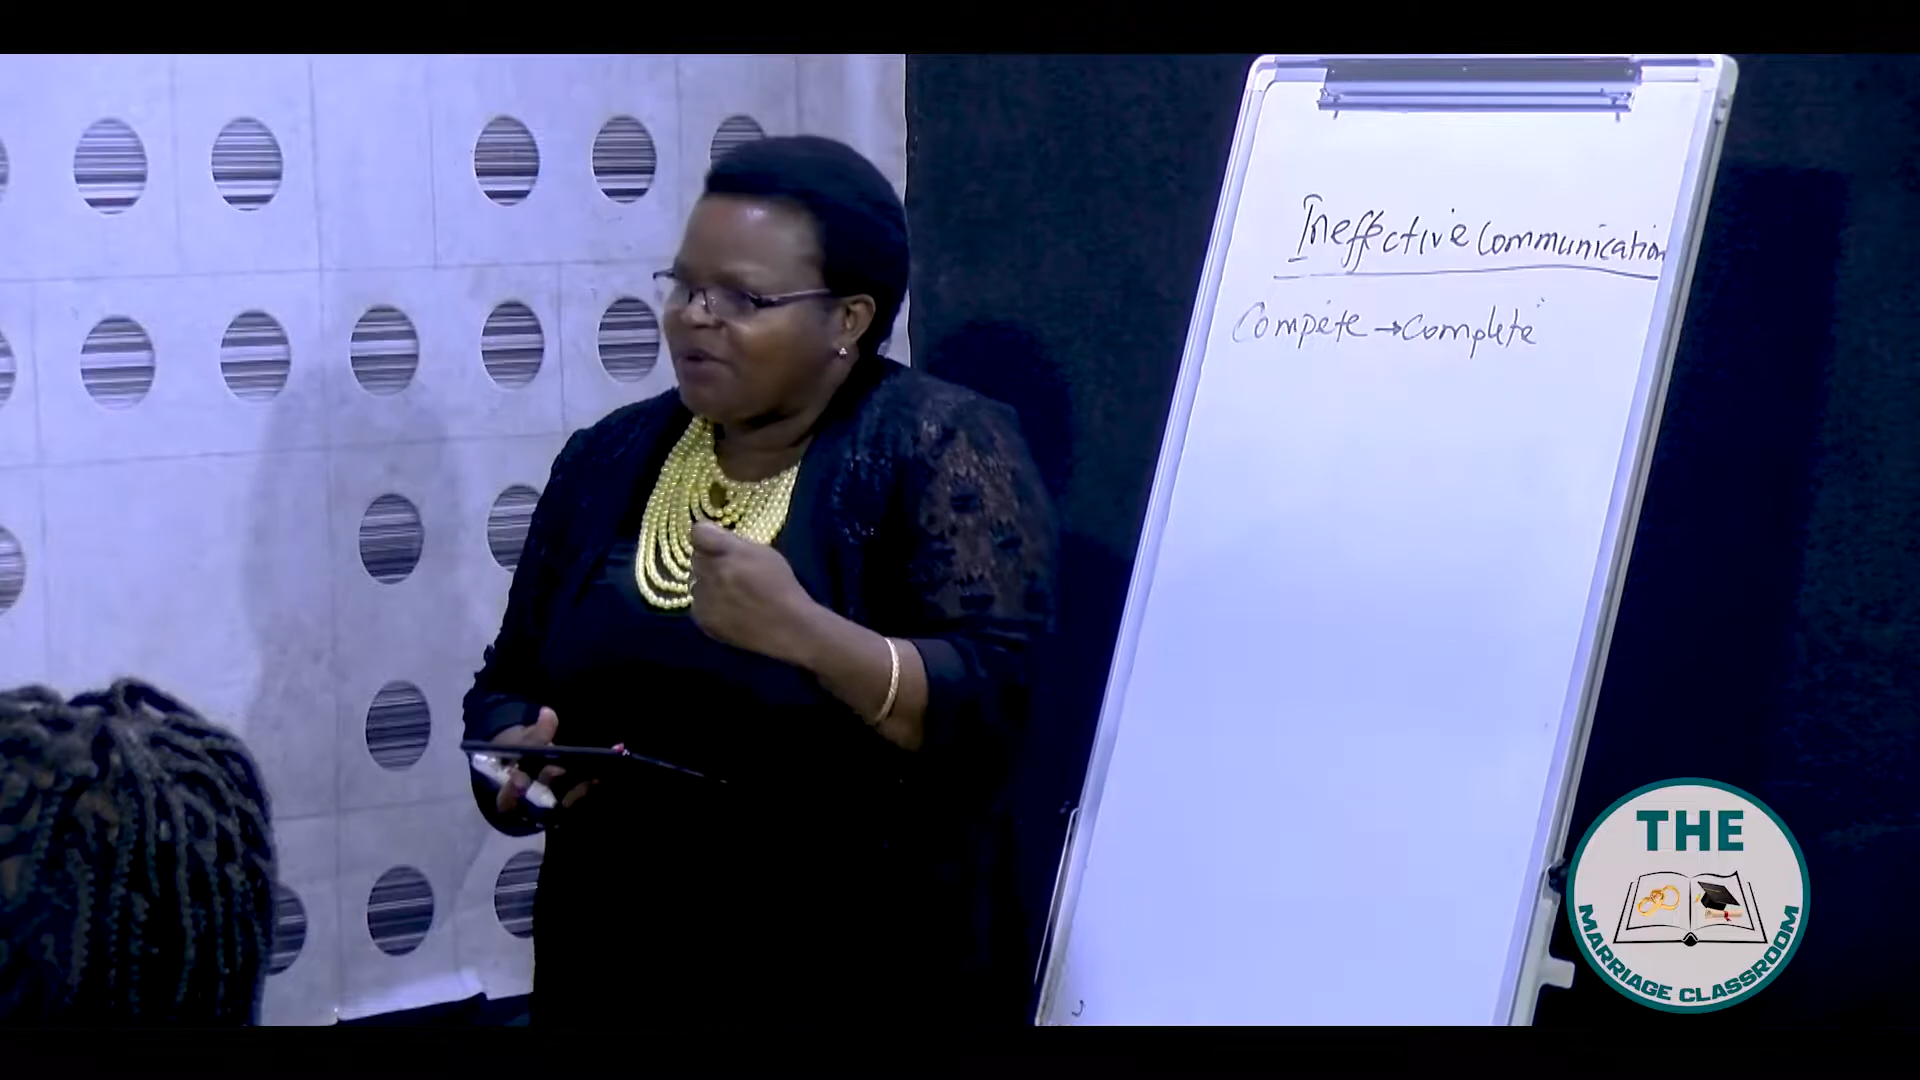 Ineffective communication
Compete → Complete
THE
MARRIAGE CLASSROOM